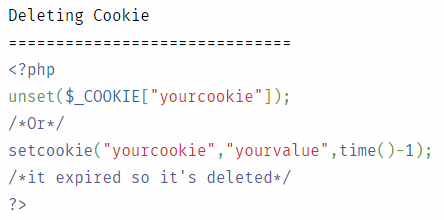 Deleting Cookie
==============================
<?php
unset($_COOKIE["yourcookie"]);
/*Or*/
setcookie("yourcookie","yourvalue",time()-1);
/*it expired so it's deleted*/
?>